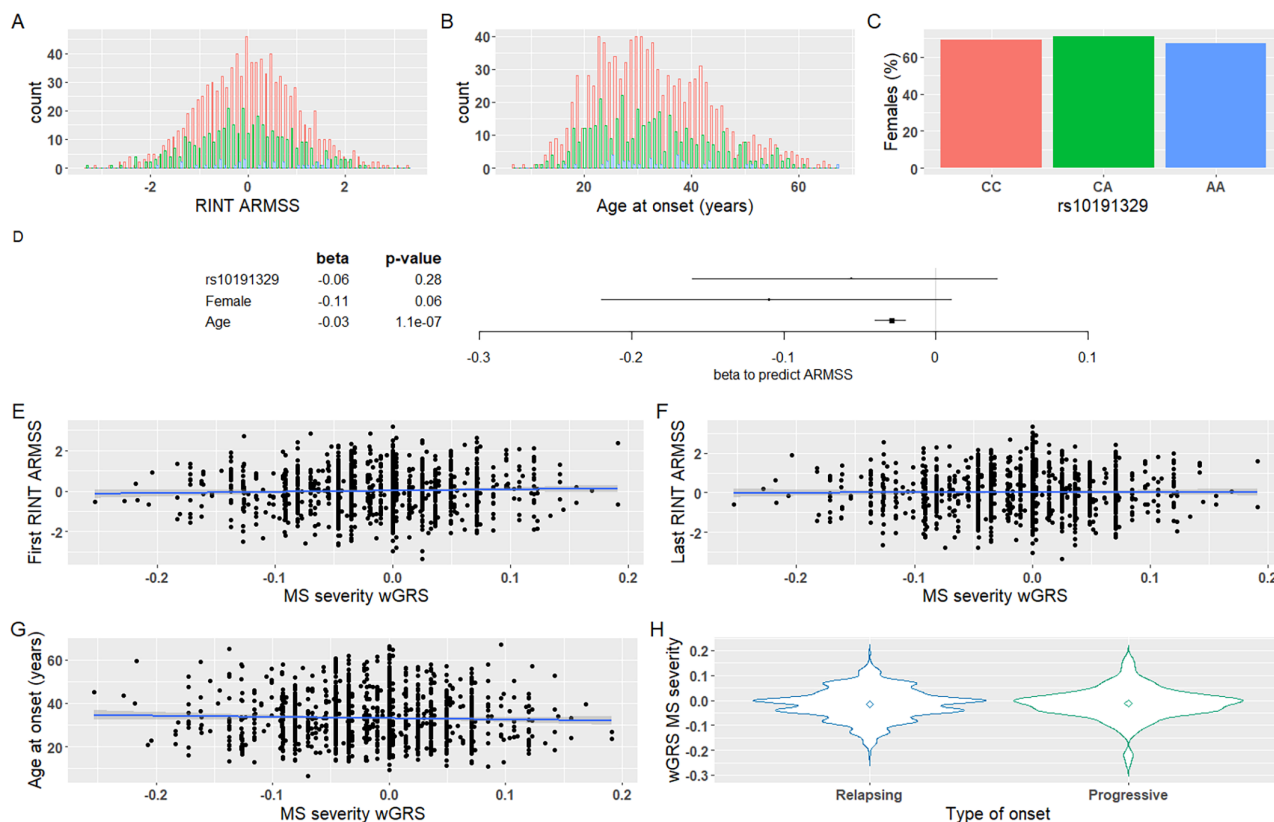 A
count
40
30
20
10
0
-2
0
2
RINT ARMSS
B
count
40
30
20
10
0
20
40
60
Age at onset (years)
C
Females (%)
60
40
20
0
CC
CA
AA
rs10191329
D
beta p-value
rs10191329 -0.06 0.28
Female -0.11 0.06
Age -0.03 1.1e-07
-0.3
-0.2
-0.1
0
0.1
beta to predict ARMSS
E
First RINT ARMSS
2
0
-2
-0.2
-0.1
0.0
0.1
0.2
MS severity wGRS
F
Last RINT ARMSS
2
0
-2
-0.2
-0.1
0.0
0.1
0.2
MS severity wGRS
G
Age at onset (years)
60
40
20
-0.2
-0.1
0.0
0.1
0.2
MS severity wGRS
H
wGRS MS severity
0.2
0.1
0.0
-0.1
-0.2
-0.3
Relapsing
Progressive
Type of onset